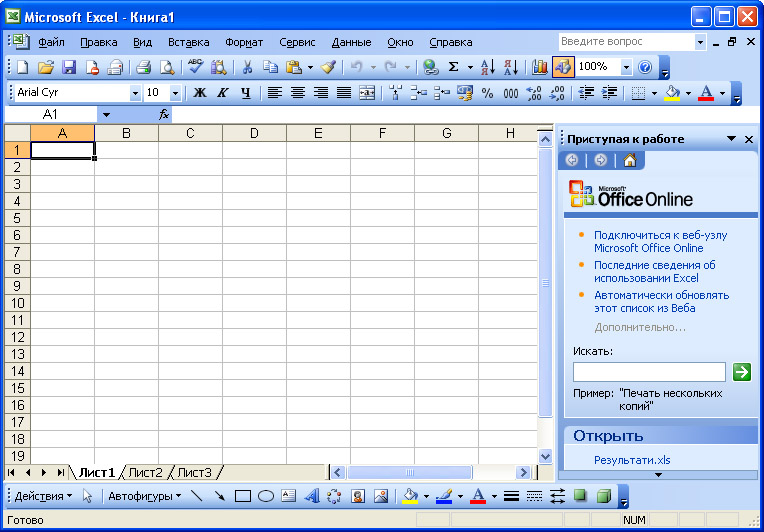 Microsoft Excel - Книга1
Файл Правка Вид Вставка Формат Сервис Данные Окно Справка Введите вопрос
ABC Σ А Я Я А 100% ?
Arial Cyr 10 Ж К Ч % 000 ,00 ,0 A
A1 fx
A B C D E F G H
1
2
3
4
5
6
7
8
9
10
11
12
13
14
15
16
17
18
19
Приступая к работе
Microsoft
Office Online
Подключиться к веб-узлу
Microsoft Office Online
Последние сведения об
использовании Excel
Автоматически обновлять
этот список из Веба
Дополнительно...
Искать:
Пример: "Печать нескольких
копий"
Открыть
Результати.xls
Лист1 Лист2 Лист3
Действия Автофигуры A A
Готово NUM